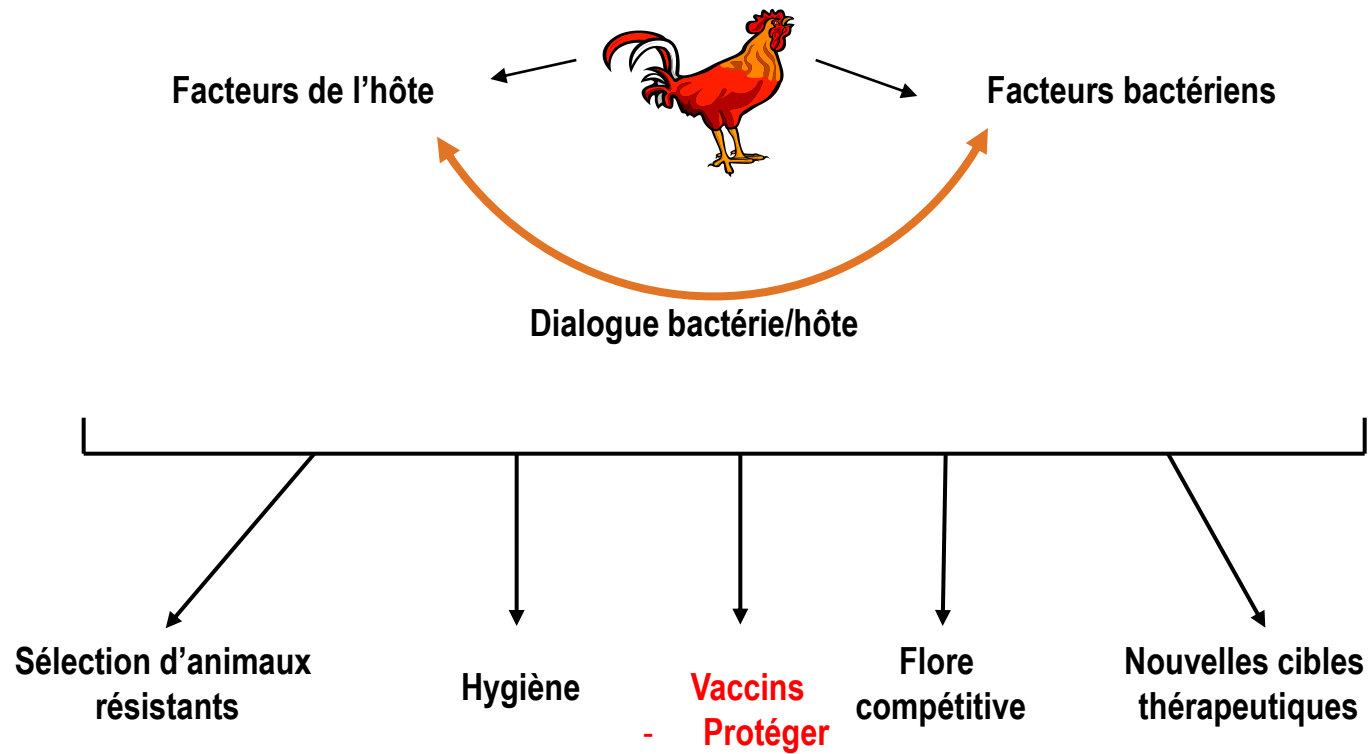 Facteurs de l’hôte
Facteurs bactériens
Dialogue bactérie/hôte
Sélection d’animaux
résistants
Hygiène
Vaccins
- Protéger
Flore
compétitive
Nouvelles cibles
thérapeutiques